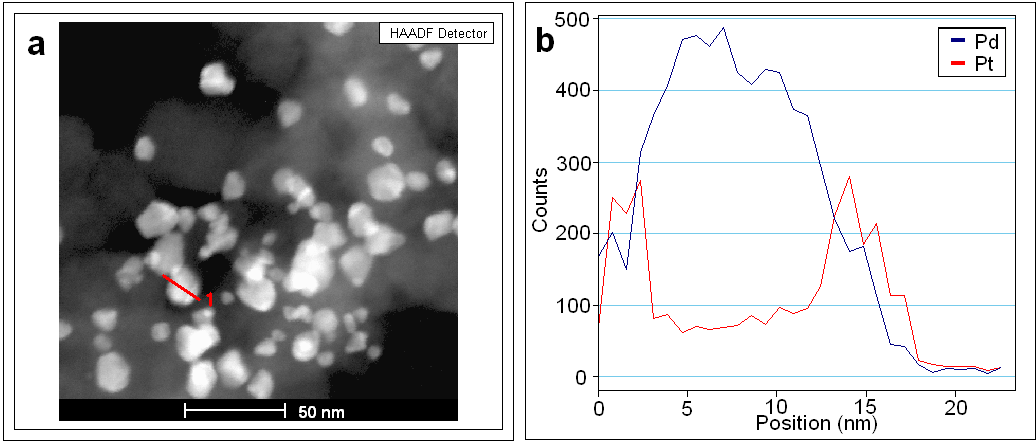 a
HAADF Detector
1
50 nm
b
Pd
Pt
500
400
300
200
100
0
Counts
0 5 10 15 20
Position (nm)